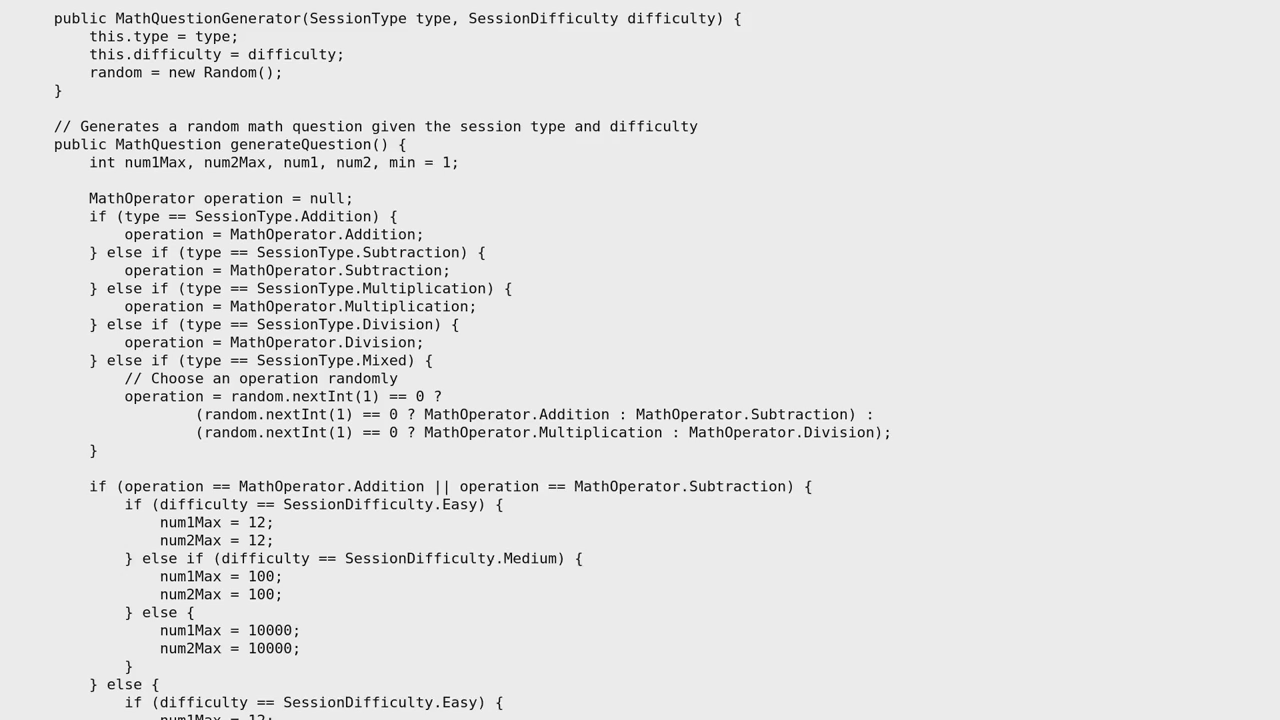 public MathQuestionGenerator(SessionType type, SessionDifficulty difficulty) {
this.type = type;
this.difficulty = difficulty;
random = new Random();
}
// Generates a random math question given the session type and difficulty
public MathQuestion generateQuestion() {
int num1Max, num2Max, num1, num2, min = 1;
MathOperator operation = null;
if (type == SessionType.Addition) {
operation = MathOperator.Addition;
} else if (type == SessionType.Subtraction) {
operation = MathOperator.Subtraction;
} else if (type == SessionType.Multiplication) {
operation = MathOperator.Multiplication;
} else if (type == SessionType.Division) {
operation = MathOperator.Division;
} else if (type == SessionType.Mixed) {
// Choose an operation randomly
operation = random.nextInt(1) == 0 ?
(random.nextInt(1) == 0 ? MathOperator.Addition : MathOperator.Subtraction) :
(random.nextInt(1) == 0 ? MathOperator.Multiplication : MathOperator.Division);
}
if (operation == MathOperator.Addition || operation == MathOperator.Subtraction) {
if (difficulty == SessionDifficulty.Easy) {
num1Max = 12;
num2Max = 12;
} else if (difficulty == SessionDifficulty.Medium) {
num1Max = 100;
num2Max = 100;
} else {
num1Max = 10000;
num2Max = 10000;
}
} else {
if (difficulty == SessionDifficulty.Easy) {
num1Max = 12;